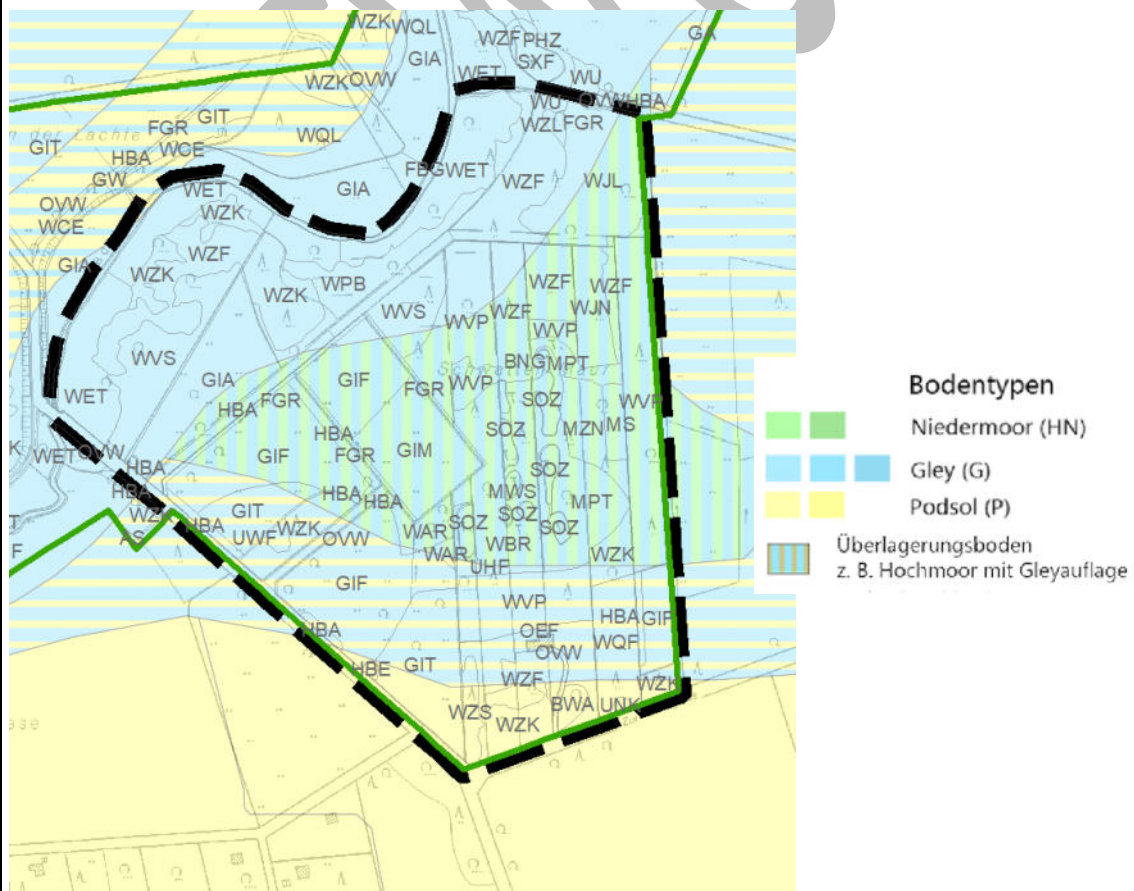 WZK WQL
WZF PHZ
GA
GIA
SXF
WET
WU
WZK OVW
WU
OVW HBA
GIT
WZL FGR
FGR
WQL
GIT
WCE
HBA
FBG WET
GW
WZF
WJL
WET
GIA
OVW
WZK
WCE
WZF
GIA
WZK
WPB
WZF
WZF
WZK
WVS
WZF
WJN
WVP
WVP
WVS
BNG MPT
GIA
GIF
FGR
WVP
WET
FGR
SOZ
HBA
SOZ
MZN
MS
HBA
WET OVW
GIF
FGR
GIM
HBA
SOZ
HBA
HBA
HBA
MWS
MPT
GIT
WZK
HBA
SOZ
AS
UWF
WZK
OVW
WAR
SOZ
SOZ
WAR
WBR
WZK
UHF
GIF
WVP
HBA GIF
HBA
OEF
WQF
OVW
HBE
GIT
WZF
WZK
WZS
BWA
UNK
WZK
Bodentypen
Niedermoor (HN)
Gley (G)
Podsol (P)
Überlagerungsboden
z. B. Hochmoor mit Gleyauflage